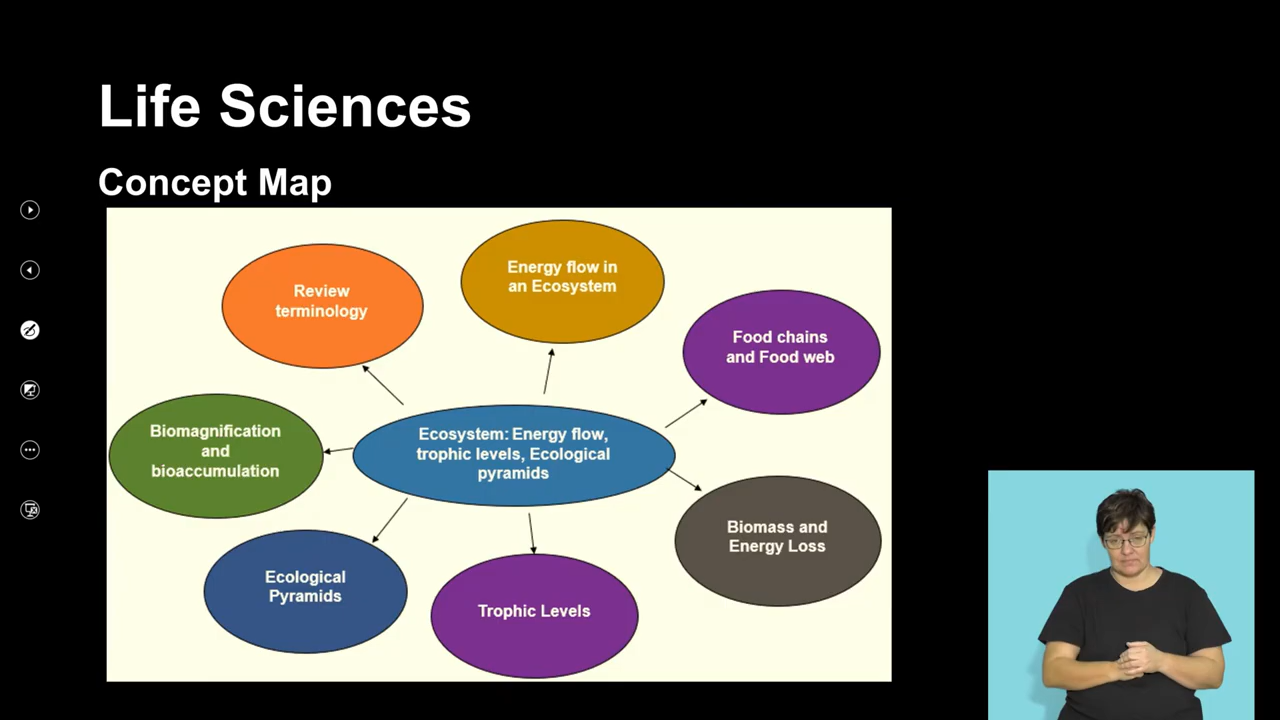 Life Sciences
Concept Map
Energy flow in
an Ecosystem
Review
terminology
Food chains
and Food web
Biomagnification
and
bioaccumulation
Ecosystem: Energy flow,
trophic levels, Ecological
pyramids
Biomass and
Energy Loss
Ecological
Pyramids
Trophic Levels